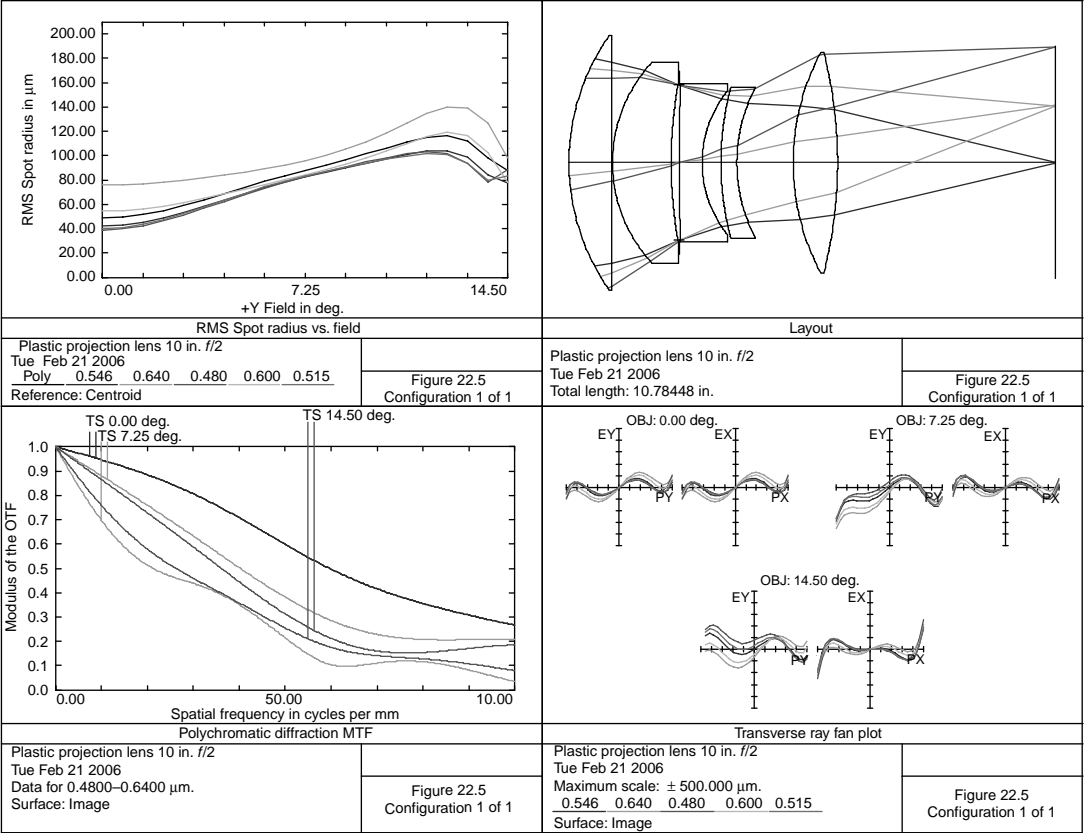 200.00
180.00
160.00
140.00
120.00
100.00
80.00
60.00
40.00
20.00
0.00
RMS Spot radius in μm
0.00 7.25 14.50
+Y Field in deg.
RMS Spot radius vs. field
Plastic projection lens 10 in. f/2
Tue Feb 21 2006
Poly 0.546 0.640 0.480 0.600 0.515
Reference: Centroid
Figure 22.5
Configuration 1 of 1
Layout
Plastic projection lens 10 in. f/2
Tue Feb 21 2006
Total length: 10.78448 in.
Figure 22.5
Configuration 1 of 1
TS 0.00 deg.
TS 7.25 deg.
TS 14.50 deg.
1.0
0.9
0.8
0.7
0.6
0.5
0.4
0.3
0.2
0.1
0.0
Modulus of the OTF
0.00 50.00 10.00
Spatial frequency in cycles per mm
Polychromatic diffraction MTF
Plastic projection lens 10 in. f/2
Tue Feb 21 2006
Data for 0.4800–0.6400 μm.
Surface: Image
Figure 22.5
Configuration 1 of 1
OBJ: 0.00 deg.
EY EX
PY PX
OBJ: 7.25 deg.
EY EX
PY PX
OBJ: 14.50 deg.
EY EX
PY PX
Transverse ray fan plot
Plastic projection lens 10 in. f/2
Tue Feb 21 2006
Maximum scale: ± 500.000 μm.
0.546 0.640 0.480 0.600 0.515
Surface: Image
Figure 22.5
Configuration 1 of 1